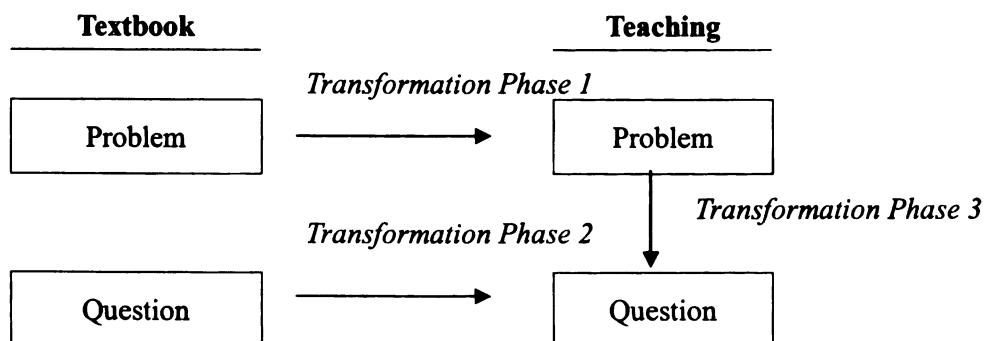 Textbook Teaching
Transformation Phase 1
Problem Problem
Transformation Phase 3
Transformation Phase 2
Question Question